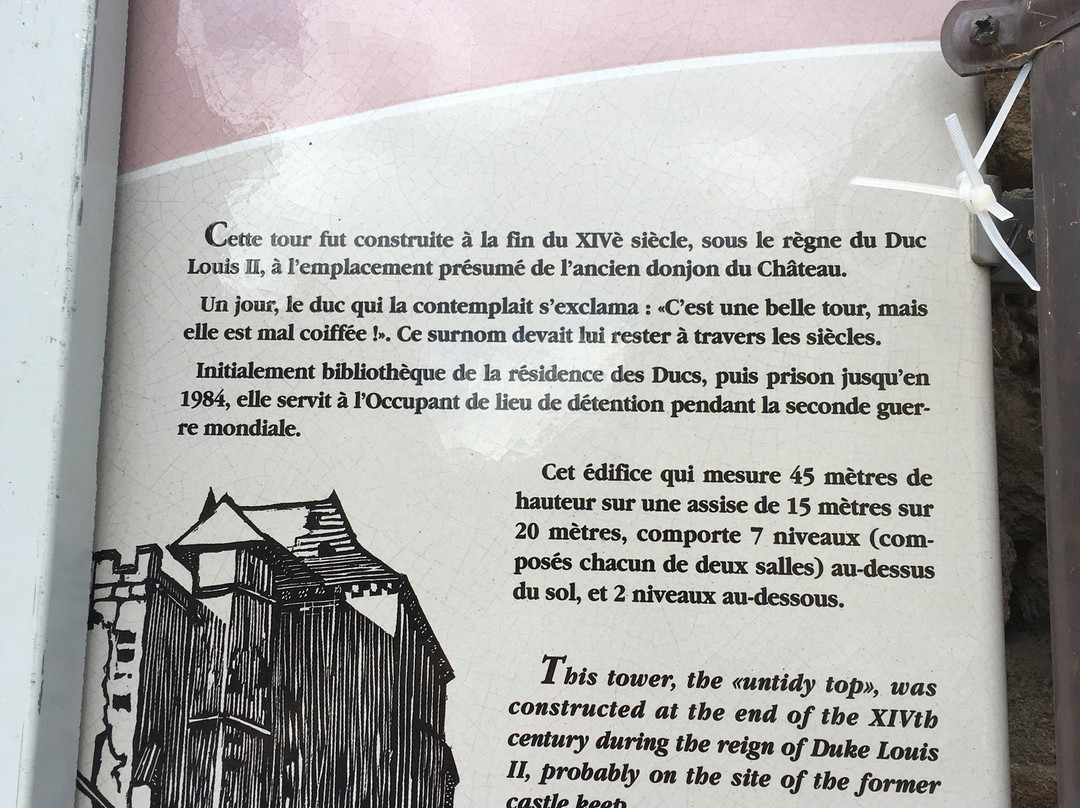 Cette tour fut construite à la fin du XIVè siècle, sous le règne du Duc
Louis II, à l'emplacement présumé de l'ancien donjon du Château.
Un jour, le duc qui la contemplait s'exclama : «C'est une belle tour, mais
elle est mal coiffée !». Ce surnom devait lui rester à travers les siècles.
Initialement bibliothèque de la résidence des Ducs, puis prison jusqu'en
1984, elle servit à l'Occupant de lieu de détention pendant la seconde guer-
re mondiale.
Cet édifice qui mesure 45 mètres de
hauteur sur une assise de 15 mètres sur
20 mètres, comporte 7 niveaux (com-
posés chacun de deux salles) au-dessus
du sol, et 2 niveaux au-dessous.
This tower, the «untidy top», was
constructed at the end of the XIVth
century during the reign of Duke Louis
II, probably on the site of the former
castle keep.